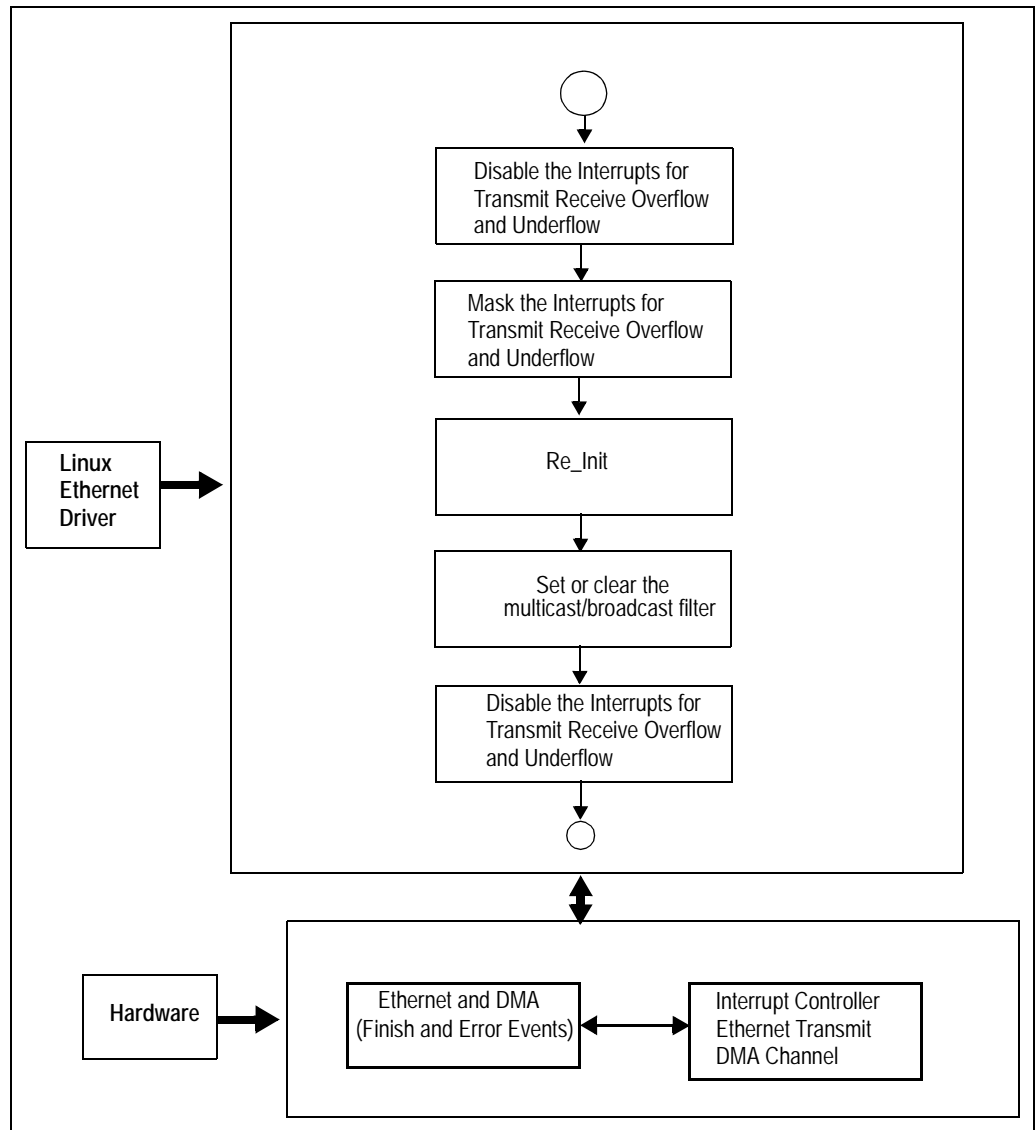 Disable the Interrupts for
Transmit Receive Overflow
and Underflow
Mask the Interrupts for
Transmit Receive Overflow
and Underflow
Re_Init
Set or clear the
multicast/broadcast filter
Disable the Interrupts for
Transmit Receive Overflow
and Underflow
Linux
Ethernet
Driver
Hardware
Ethernet and DMA
(Finish and Error Events)
Interrupt Controller
Ethernet Transmit
DMA Channel